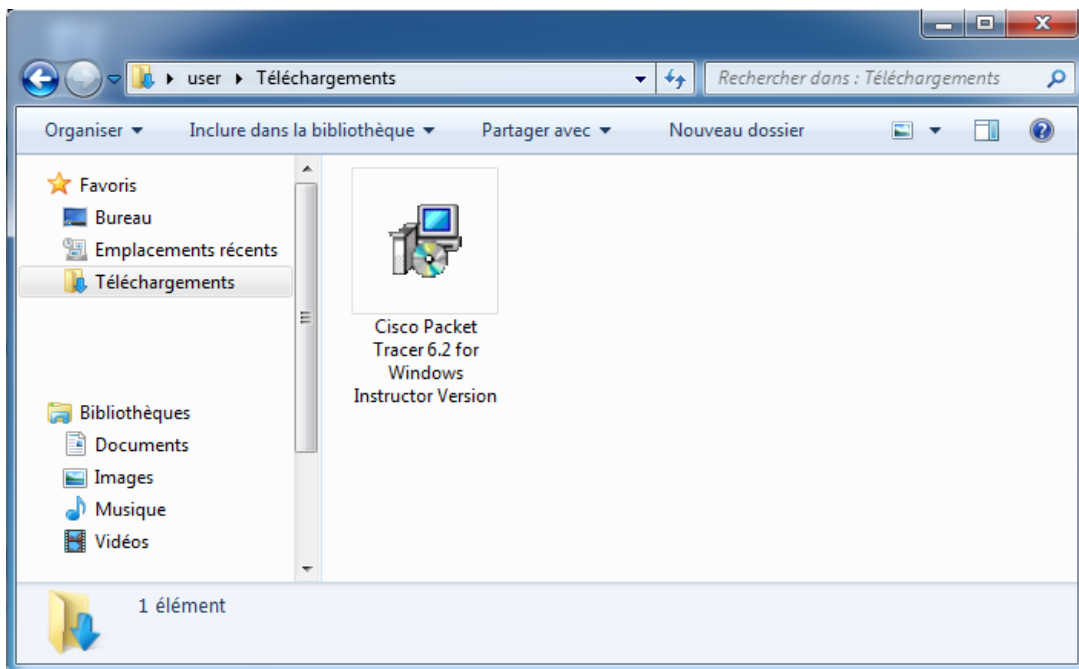 user ▸ Téléchargements
Rechercher dans : Téléchargements
Organiser
Inclure dans la bibliothèque
Partager avec
Nouveau dossier
Favoris
Bureau
Emplacements récents
Téléchargements
Bibliothèques
Documents
Images
Musique
Vidéos
Cisco Packet
Tracer 6.2 for
Windows
Instructor Version
1 élément